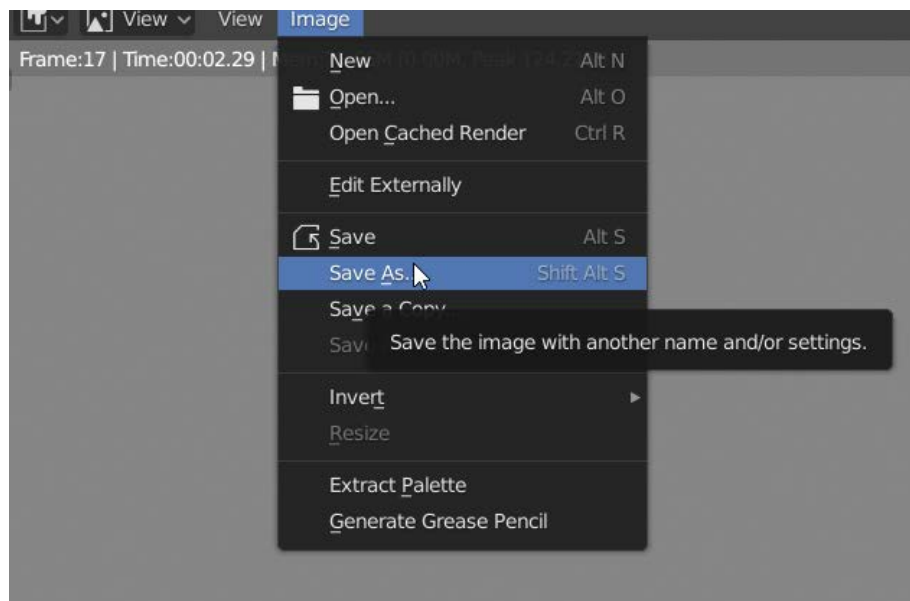 View View Image
Frame:17 | Time:00:02.29 |
New Alt N
Open... Alt O
Open Cached Render Ctrl R
Edit Externally
Save Alt S
Save As.. Shift Alt S
Save a Copy...
Save the image with another name and/or settings.
Invert
Resize
Extract Palette
Generate Grease Pencil